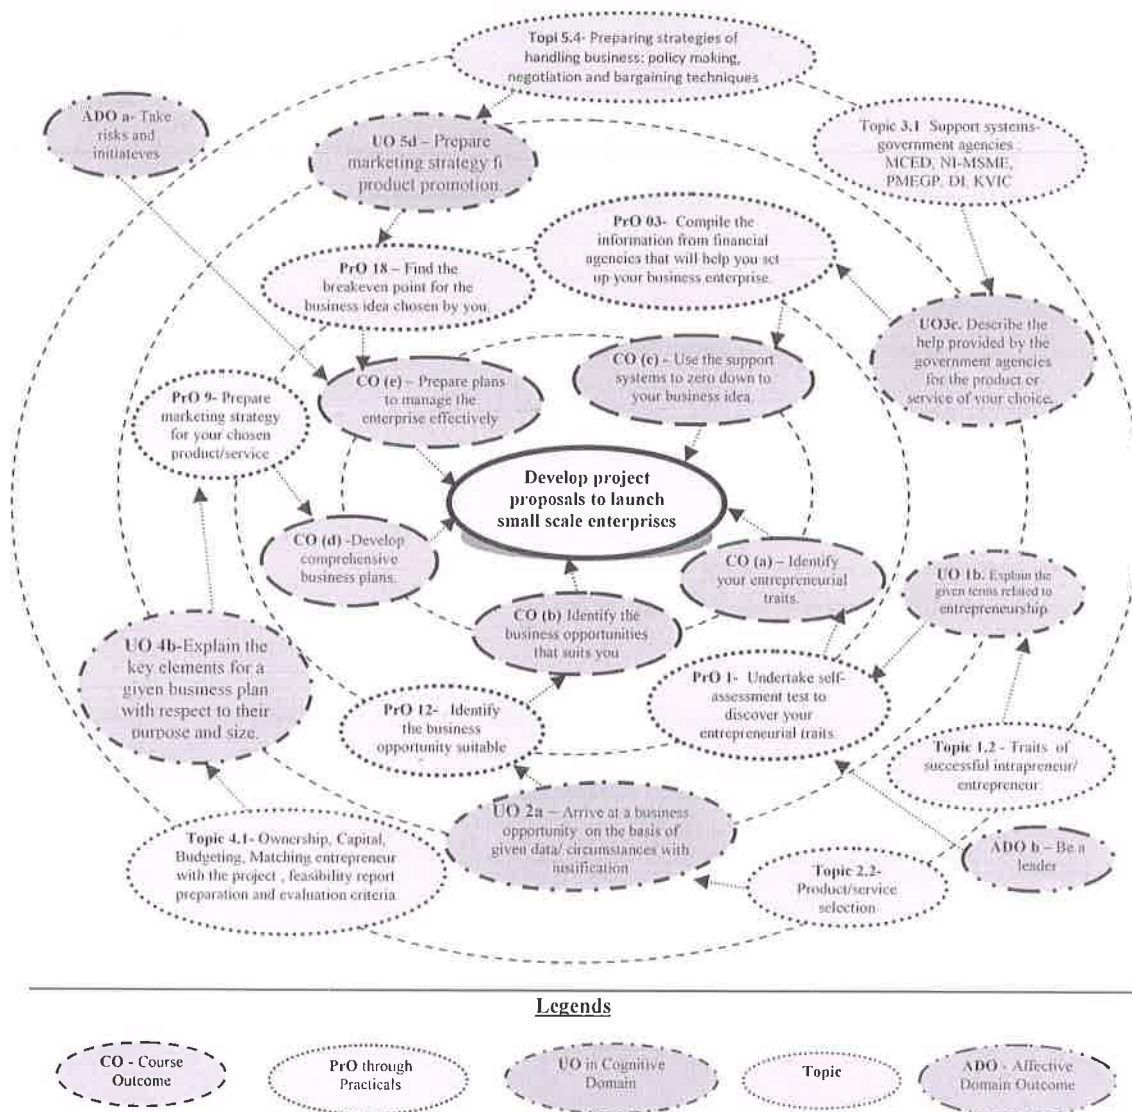 Topi 5.4- Preparing strategies of
handling business: policy making,
negotiation and bargaining techniques
ADO a- Take
risks and
initiateves
UO 5d – Prepare
marketing strategy fi
product promotion.
Topic 3.1 Support systems-
government agencies
MCED, NI-MSME,
PMEGP, DI, KVIC
PrO 03- Compile the
information from financial
agencies that will help you set
up your business enterprise.
PrO 18 – Find the
breakeven point for the
business idea chosen by you.
UO3c. Describe the
help provided by the
government agencies
for the product or
service of your choice.
CO (c) - Use the support
systems to zero down to
your business idea.
CO (e) – Prepare plans
to manage the
enterprise effectively
PrO 9- Prepare
marketing strategy
for your chosen
product/service
Develop project
proposals to launch
small scale enterprises
CO (d) -Develop
comprehensive
business plans.
CO (a) – Identify
your entrepreneurial
traits.
UO 1b. Explain the
given terms related to
entrepreneurship
CO (b) Identify the
business opportunities
that suits you
UO 4b-Explain the
key elements for a
given business plan
with respect to their
purpose and size.
PrO 1- Undertake self-
assessment test to
discover your
entrepreneurial traits
PrO 12- Identify
the business
opportunity suitable
Topic 1.2 - Traits of
successful intrapreneur/
entrepreneur
UO 2a – Arrive at a business
opportunity on the basis of
given data/ circumstances with
justification
Topic 4.1- Ownership, Capital,
Budgeting, Matching entrepreneur
with the project , feasibility report
preparation and evaluation criteria
ADO b – Be a
leader
Topic 2.2-
Product/service
selection
Legends
CO - Course
Outcome
PrO through
Practicals
UO in Cognitive
Domain
Topic
ADO - Affective
Domain Outcome